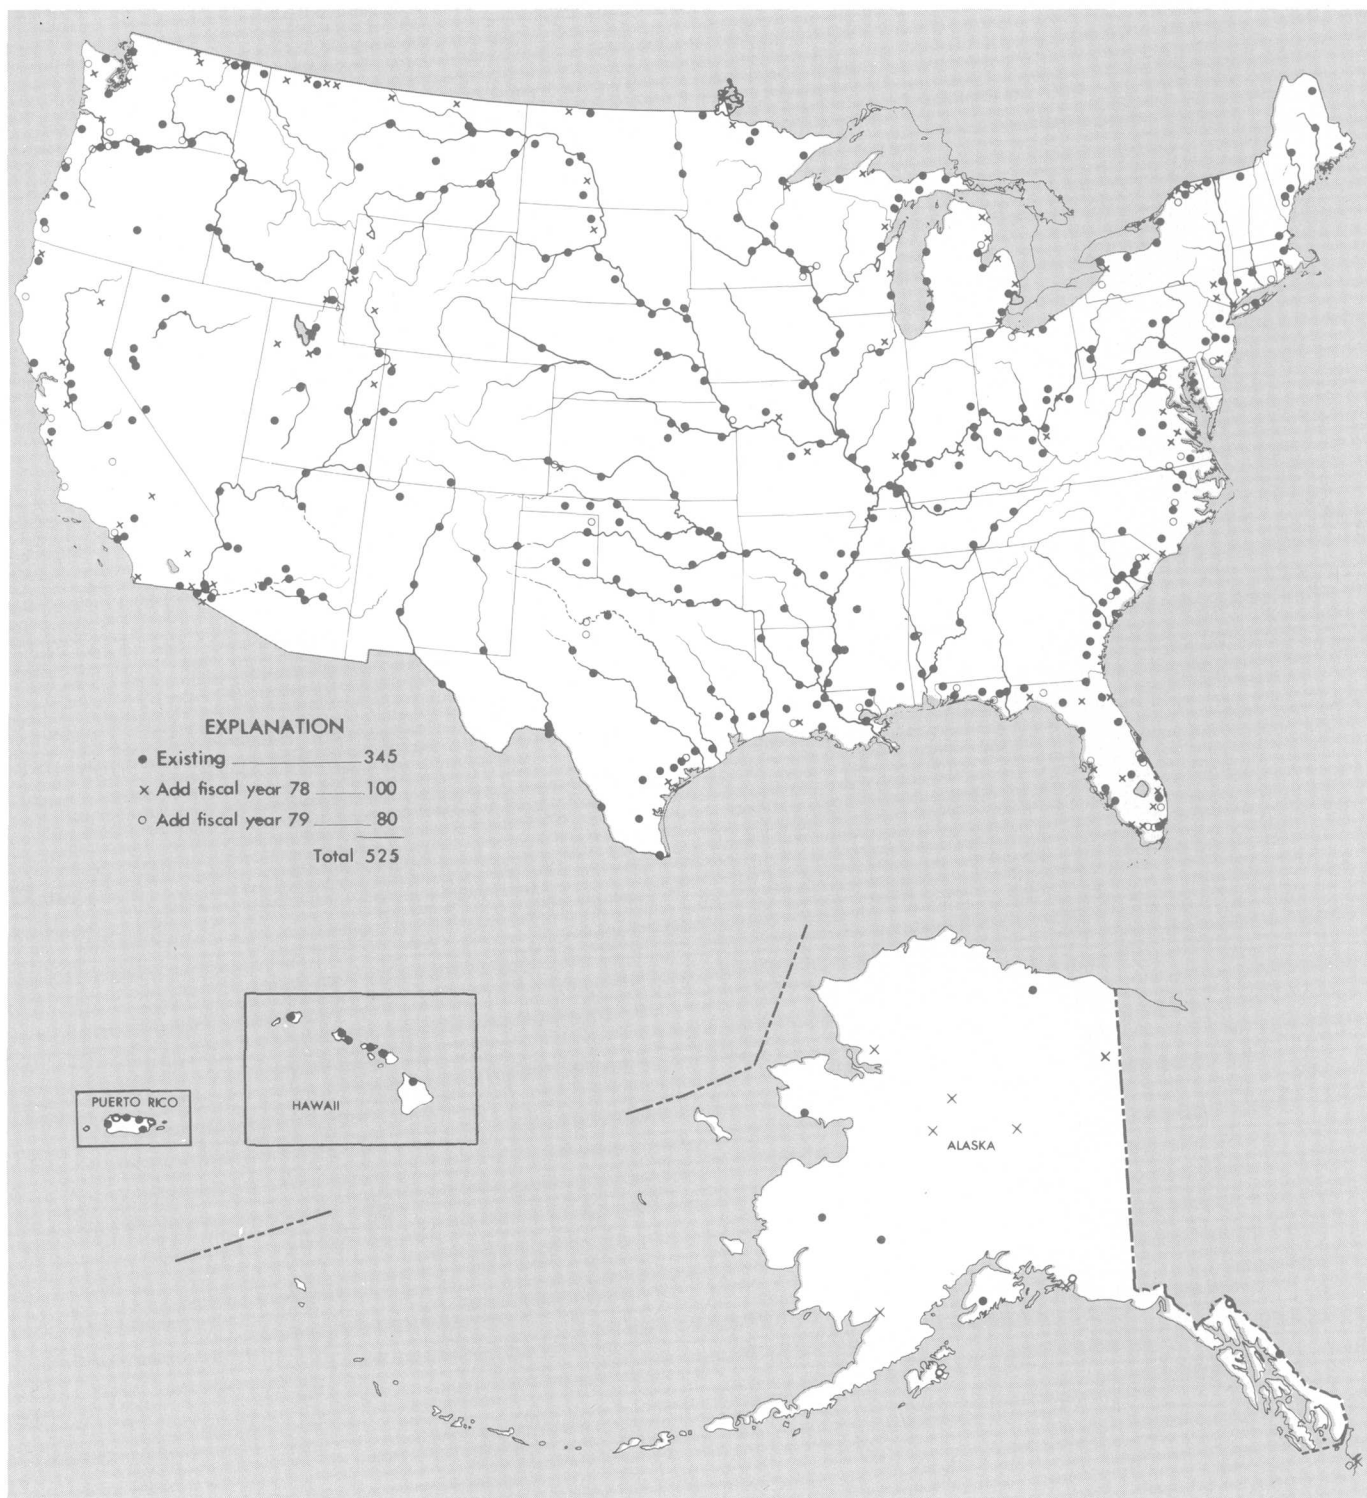 EXPLANATION
● Existing 345
× Add fiscal year 78 100
○ Add fiscal year 79 80
Total 525
PUERTO RICO
HAWAII
ALASKA